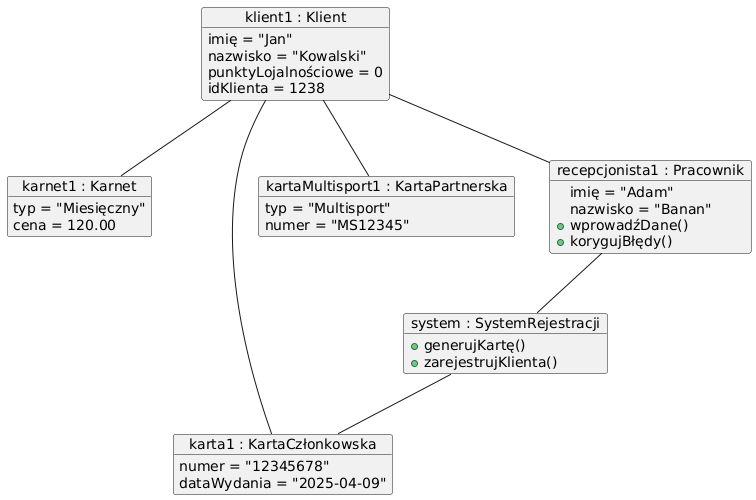 klient1 : Klient
imię = "Jan"
nazwisko = "Kowalski"
punktyLojalnościowe = 0
idKlienta = 1238
karnet1 : Karnet
typ = "Miesięczny"
cena = 120.00
kartaMultisport1 : KartaPartnerska
typ = "Multisport"
numer = "MS12345"
recepcjonista1 : Pracownik
imię = "Adam"
nazwisko = "Banan"
wprowadźDane()
korygujBłędy()
system : SystemRejestracji
generujKartę()
zarejestrujKlienta()
karta1 : KartaCzłonkowska
numer = "12345678"
dataWydania = "2025-04-09"